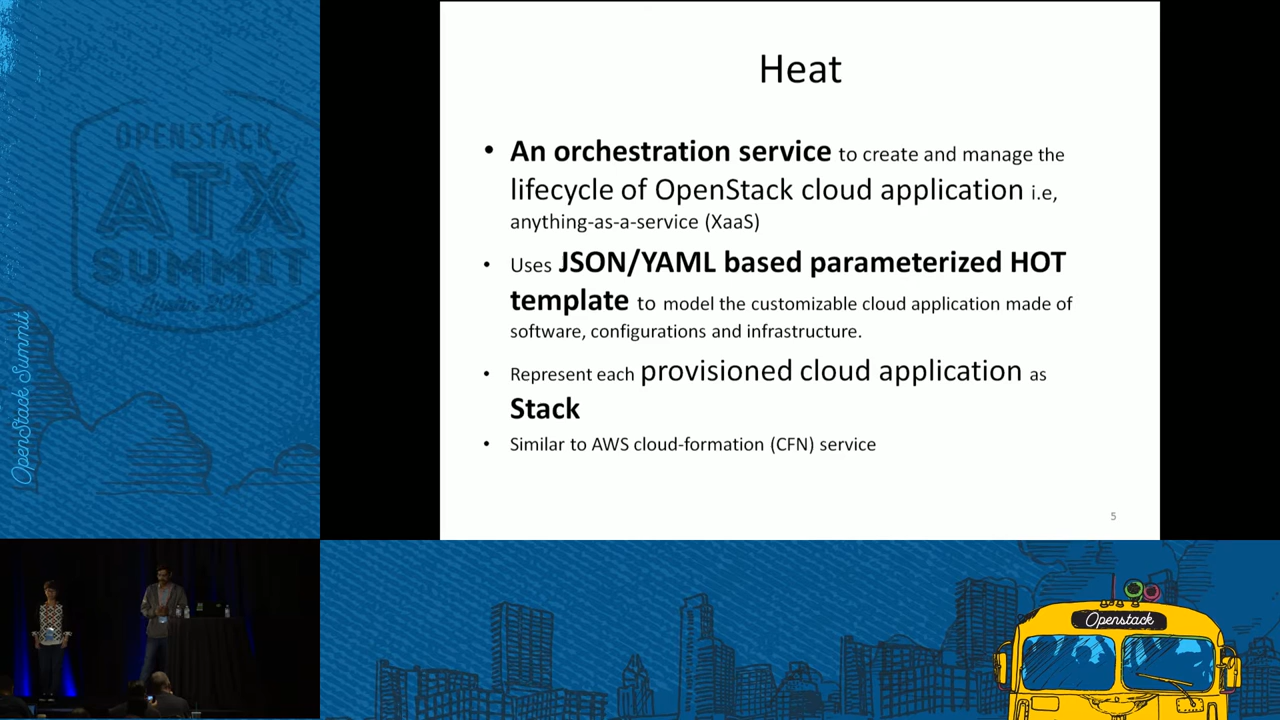 Heat
• An orchestration service to create and manage the
lifecycle of OpenStack cloud application i.e,
anything-as-a-service (XaaS)
• Uses JSON/YAML based parameterized HOT
template to model the customizable cloud application made of
software, configurations and infrastructure.
• Represent each provisioned cloud application as
Stack
• Similar to AWS cloud-formation (CFN) service
5
OPENSTACK
ATX
SUMMIT
OpenStack Summit
Openstack